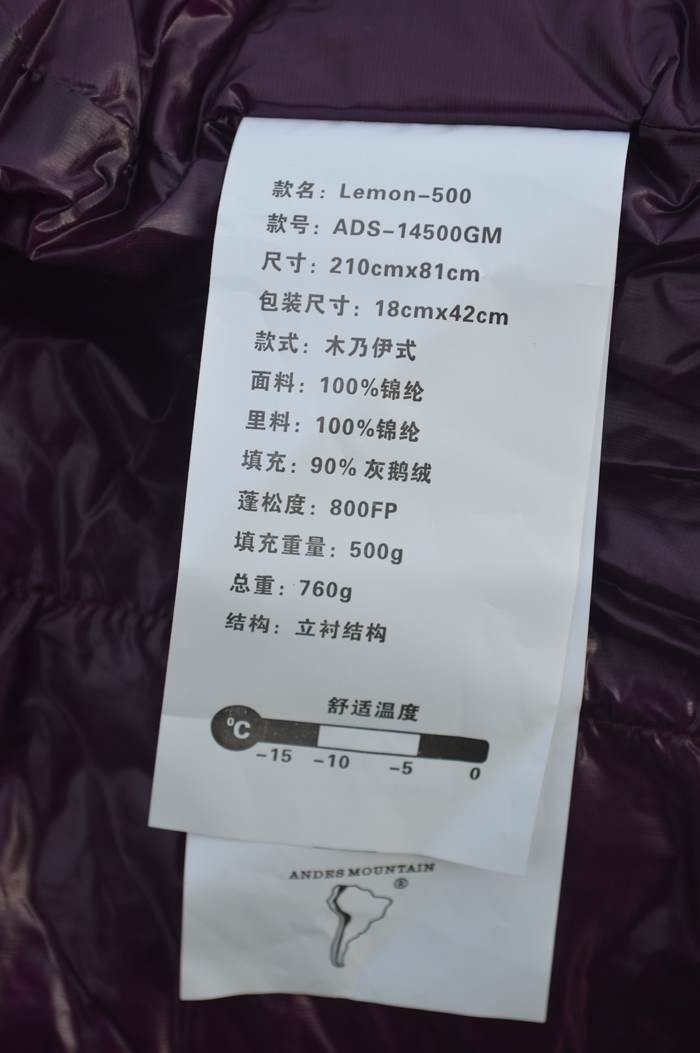 款名：Lemon-500
款号：ADS-14500GM
尺寸：210cmx81cm
包装尺寸：18cmx42cm
款式：木乃伊式
面料：100%锦纶
里料：100%锦纶
填充：90% 灰鹅绒
蓬松度：800FP
填充重量：500g
总重：760g
结构：立衬结构
舒适温度
℃
-15 -10 -5 0
ANDES MOUNTAIN
®